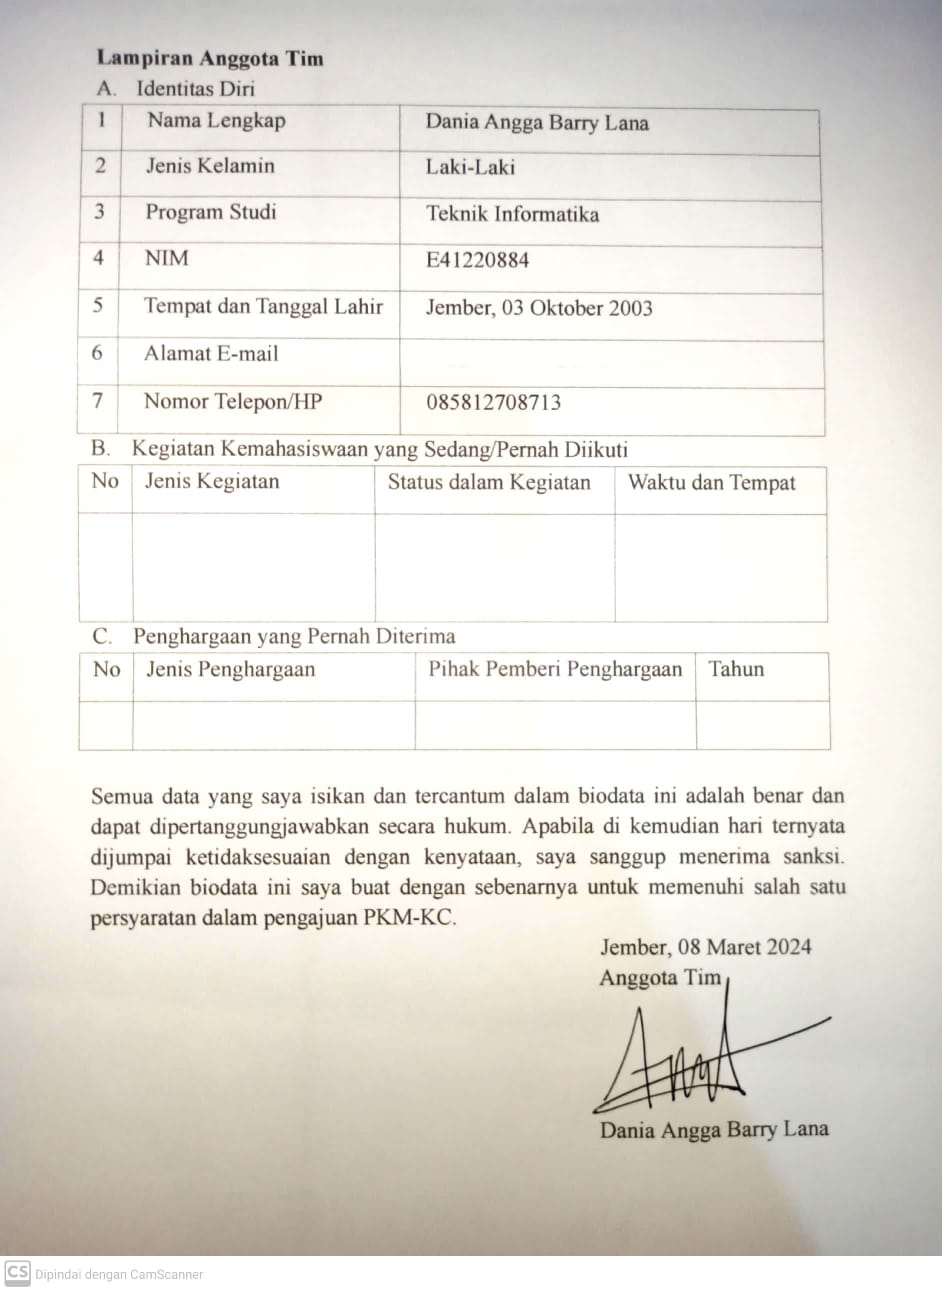 Lampiran Anggota Tim
A. Identitas Diri
1 Nama Lengkap Dania Angga Barry Lana
2 Jenis Kelamin Laki-Laki
3 Program Studi Teknik Informatika
4 NIM E41220884
5 Tempat dan Tanggal Lahir Jember, 03 Oktober 2003
6 Alamat E-mail
7 Nomor Telepon/HP 085812708713
B. Kegiatan Kemahasiswaan yang Sedang/Pernah Diikuti
No Jenis Kegiatan Status dalam Kegiatan Waktu dan Tempat
C. Penghargaan yang Pernah Diterima
No Jenis Penghargaan Pihak Pemberi Penghargaan Tahun
Semua data yang saya isikan dan tercantum dalam biodata ini adalah benar dan
dapat dipertanggungjawabkan secara hukum. Apabila di kemudian hari ternyata
dijumpai ketidaksesuaian dengan kenyataan, saya sanggup menerima sanksi.
Demikian biodata ini saya buat dengan sebenarnya untuk memenuhi salah satu
persyaratan dalam pengajuan PKM-KC.
Jember, 08 Maret 2024
Anggota Tim
Dania Angga Barry Lana
CS Dipindai dengan CamScanner